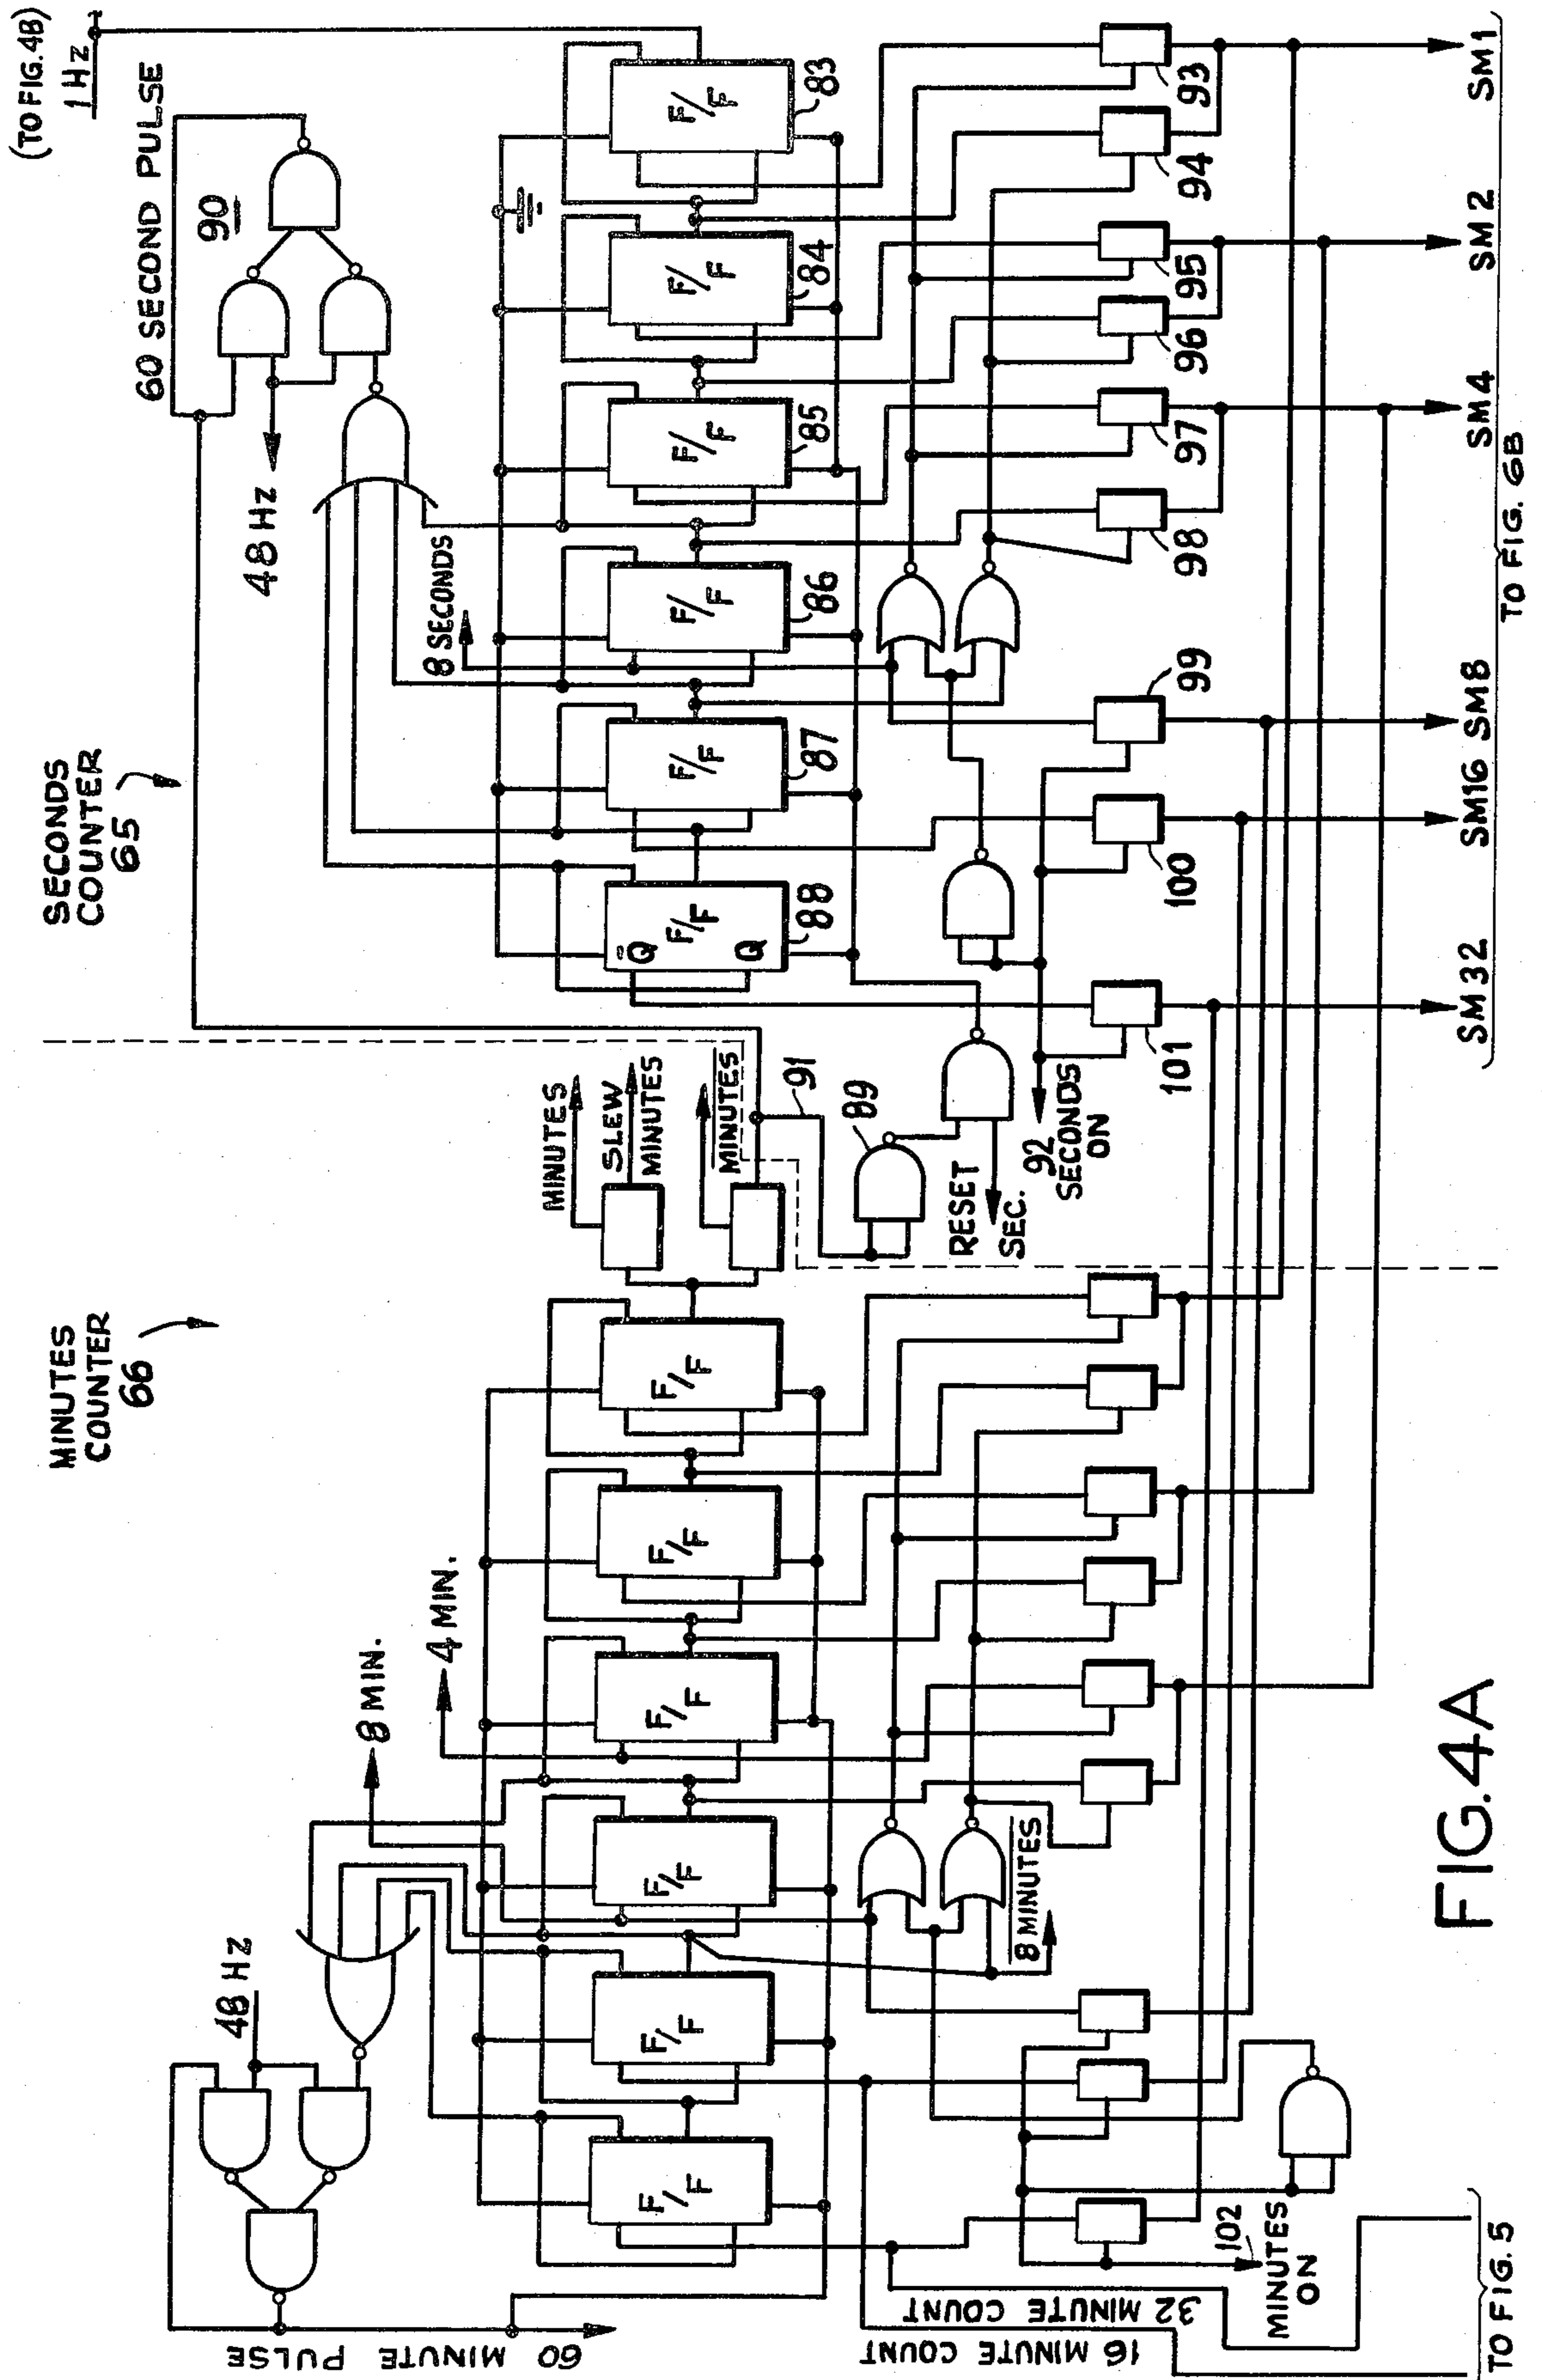 (TO FIG. 4B)
1 Hz
60 SECOND PULSE
90
48 Hz
SECONDS
COUNTER
65
8 SECONDS
F/F
83
F/F
84
F/F
85
F/F
86
F/F
87
Q̅
F/F
Q
88
93
94
95
96
97
98
99
100
101
SM1
SM2
SM4
SM8
SM16
SM32
TO FIG. 6B
MINUTES
SLEW
MINUTES
M̅I̅N̅U̅T̅E̅S̅
91
89
RESET
SEC.
92
SECONDS
ON
MINUTES
COUNTER
66
4 MIN.
8 MIN.
48 Hz
F/F
F/F
F/F
F/F
F/F
F/F
8̅ M̅I̅N̅U̅T̅E̅S̅
60 MINUTE PULSE
16 MINUTE COUNT
32 MINUTE COUNT
102
MINUTES
ON
TO FIG. 5
FIG. 4A